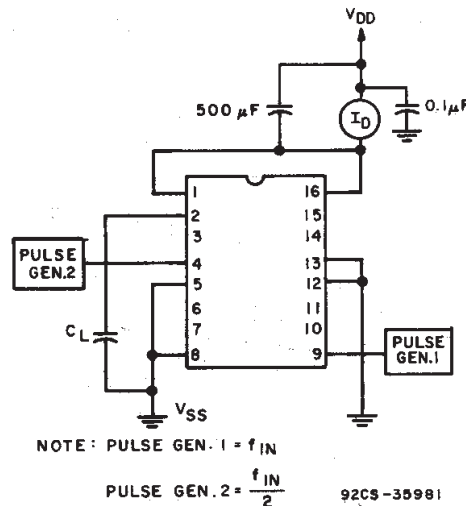 VDD
500 μF
ID
0.1μF
1 16
2 15
3 14
PULSE GEN.2
4 13
5 12
6 11
7 10
8 9
CL
PULSE GEN.1
VSS
NOTE: PULSE GEN. 1 = fIN
PULSE GEN. 2 = fIN/2
92CS-35981